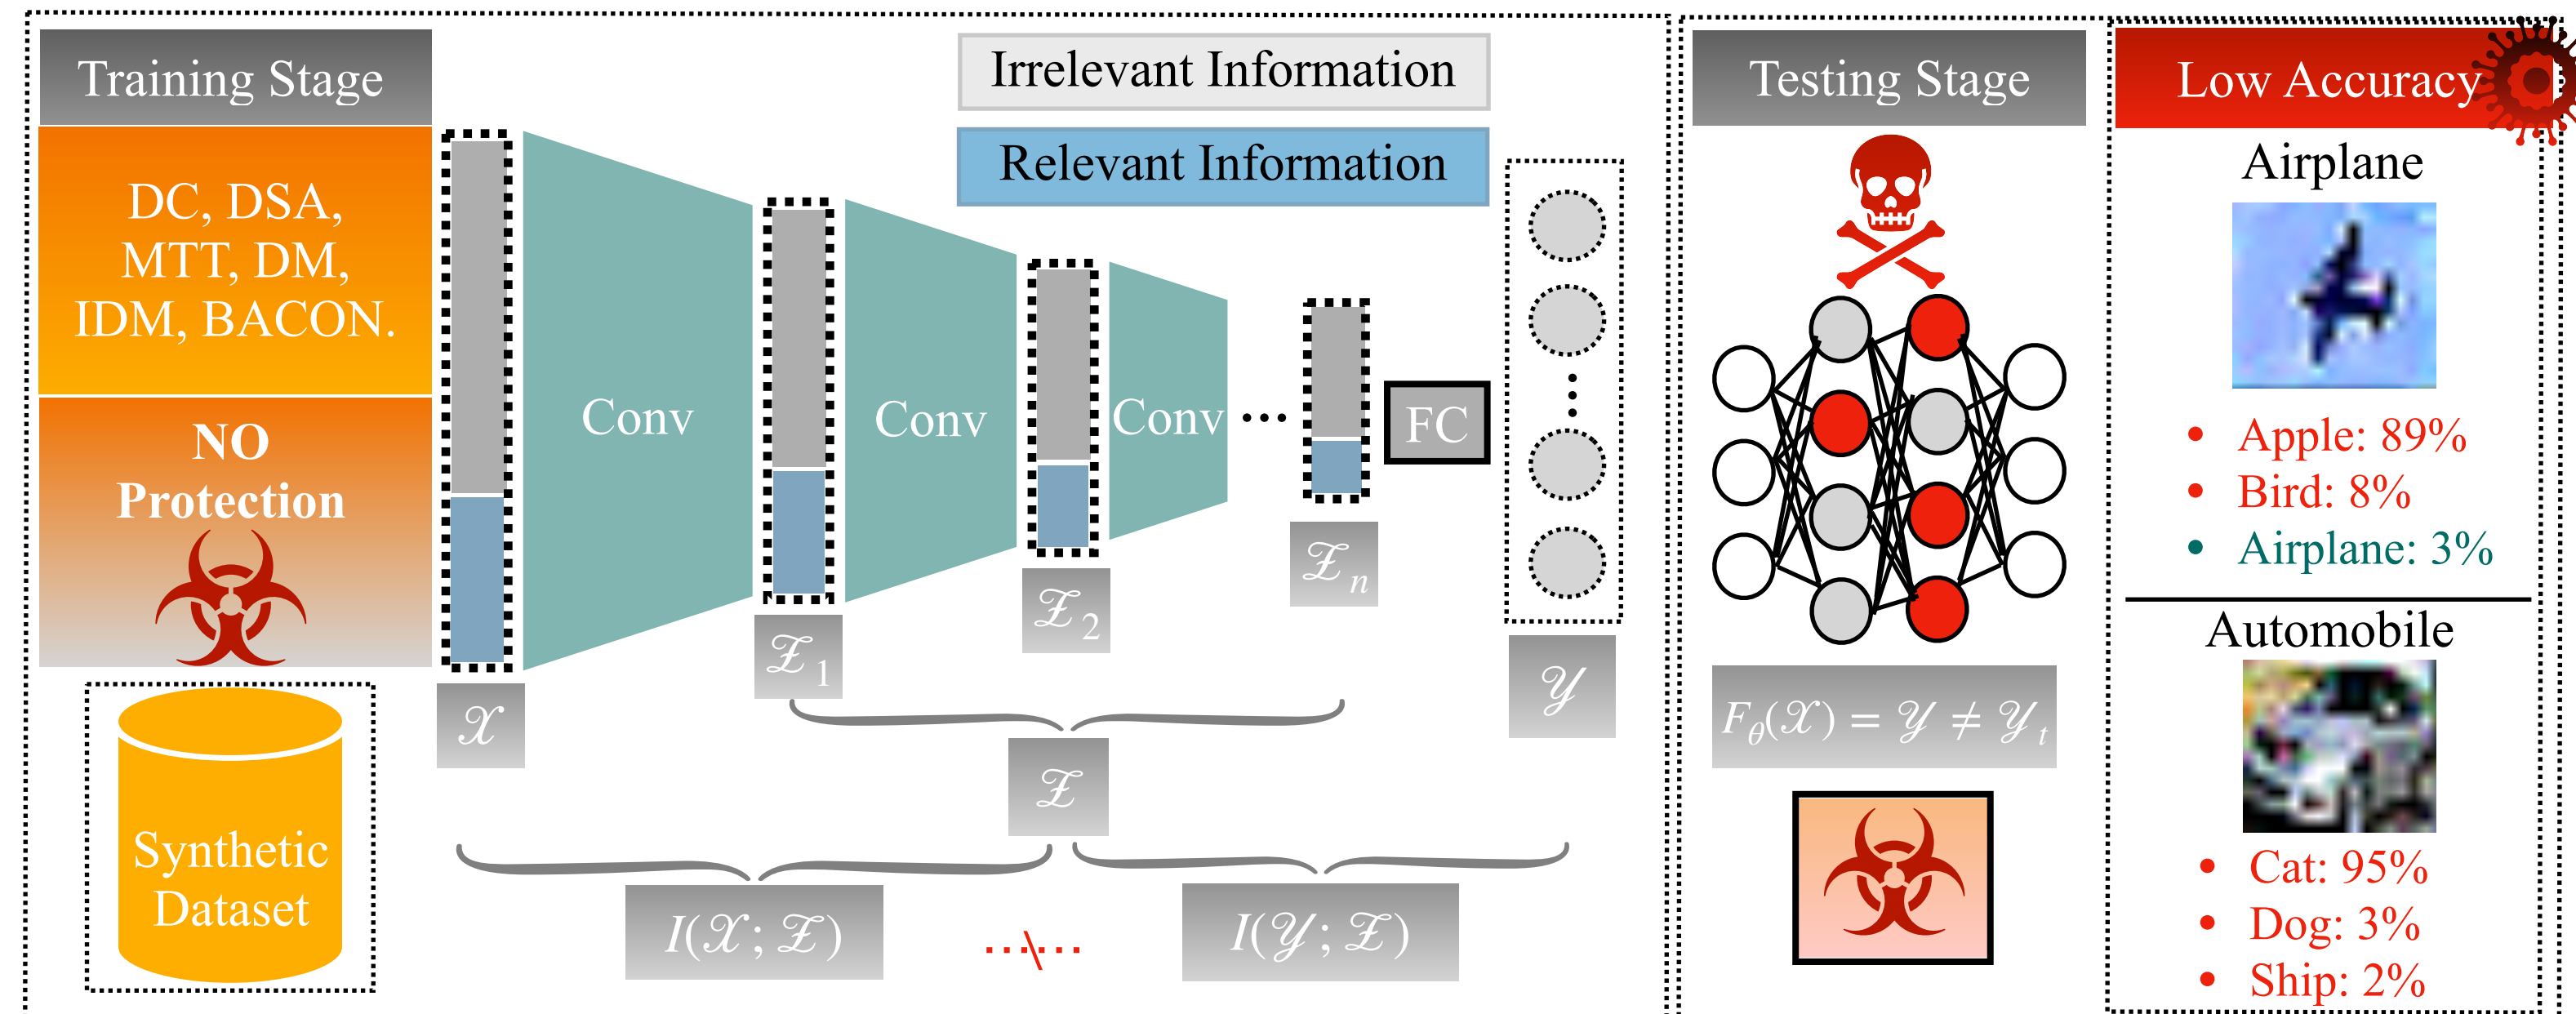 Training Stage
DC, DSA,
MTT, DM,
IDM, BACON.
NO
Protection
Synthetic
Dataset
Irrelevant Information
Relevant Information
Conv
Conv
Conv
...
FC
𝒳
𝒵1
𝒵2
𝒵n
𝒴
𝒵
I(𝒳; 𝒵)
I(𝒴; 𝒵)
Testing Stage
Fθ(𝒳) = 𝒴 ≠ 𝒴t
Low Accuracy
Airplane
• Apple: 89%
• Bird: 8%
• Airplane: 3%
Automobile
• Cat: 95%
• Dog: 3%
• Ship: 2%